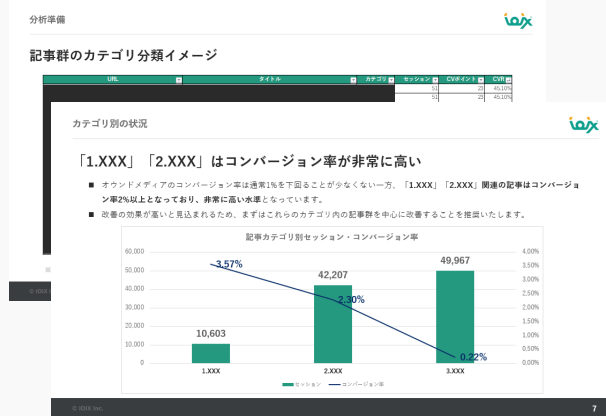 分析準備
ioix
記事群のカテゴリ分類イメージ
URL タイトル カテゴリ セッション CVポイント CVR
51 23 45.10%
51 23 45.10%
カテゴリ別の状況
ioix
「1.XXX」「2.XXX」はコンバージョン率が非常に高い
■ オウンドメディアのコンバージョン率は通常1%を下回ることが少なくない一方、「1.XXX」「2.XXX」関連の記事はコンバージョ
ン率2%以上となっており、非常に高い水準となっています。
■ 改善の効果が高いと見込まれるため、まずはこれらのカテゴリ内の記事群を中心に改善することを推奨いたします。
記事カテゴリ別セッション・コンバージョン率
60,000 4.00%
50,000 3.50%
40,000 3.00%
30,000 2.50%
20,000 2.00%
10,000 1.50%
0 1.00%
0.50%
0.00%
3.57% 2.30% 0.22%
10,603 42,207 49,967
1.XXX 2.XXX 3.XXX
セッション コンバージョン率
© IOIX Inc. 7